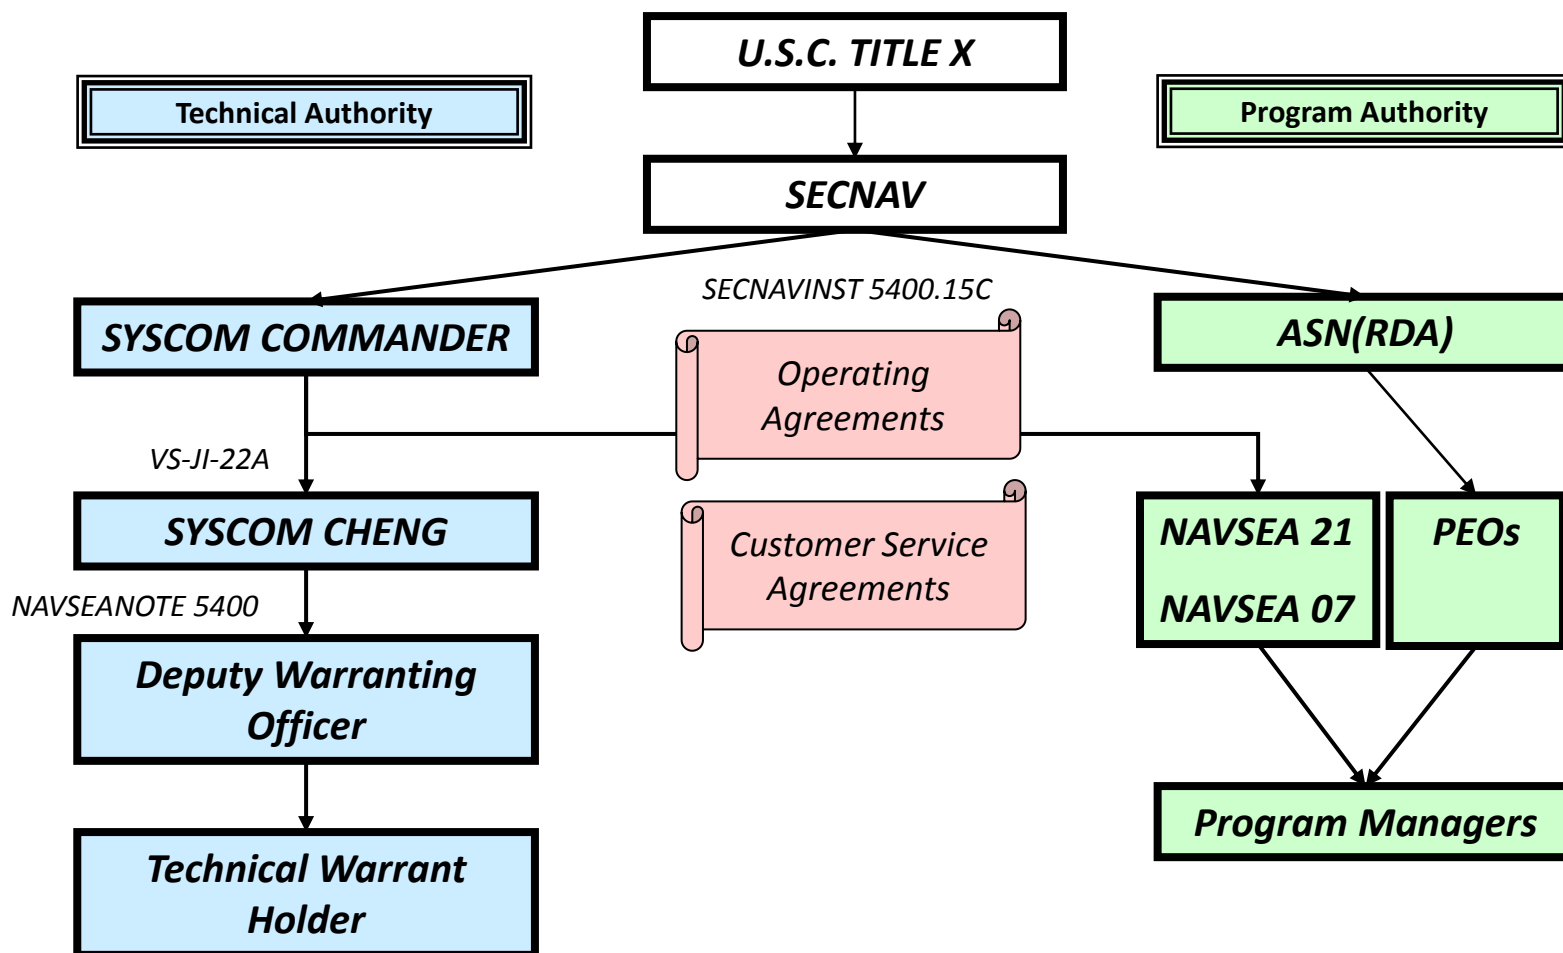 U.S.C. TITLE X
Technical Authority
Program Authority
SECNAV
SECNAVINST 5400.15C
SYSCOM COMMANDER
ASN(RDA)
Operating
Agreements
VS-JI-22A
SYSCOM CHENG
Customer Service
Agreements
NAVSEA 21
NAVSEA 07
PEOs
NAVSEANOTE 5400
Deputy Warranting
Officer
Program Managers
Technical Warrant
Holder